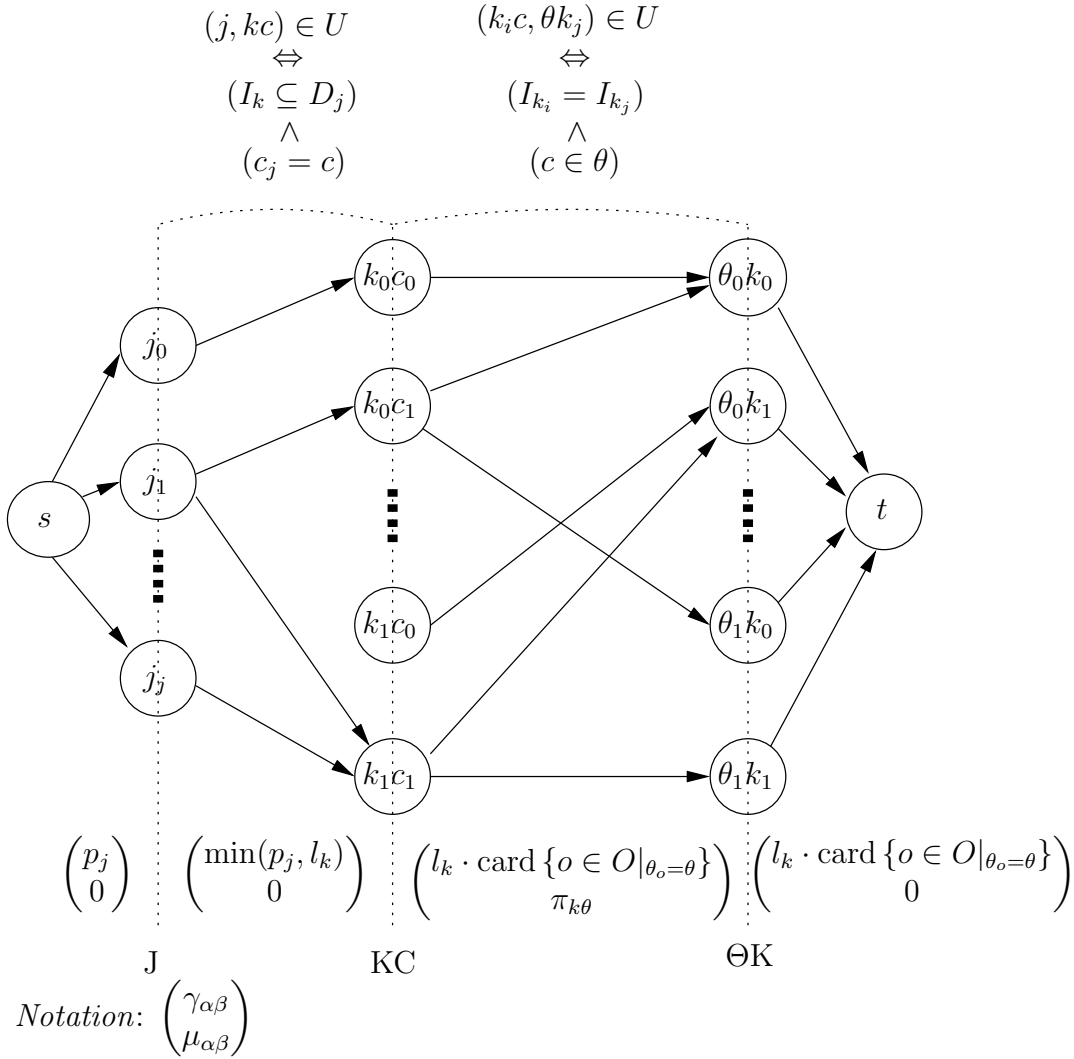 (j, kc) ∈ U
⇔
(I_k ⊆ D_j)
∧
(c_j = c)
(k_i c, θk_j) ∈ U
⇔
(I_{k_i} = I_{k_j})
∧
(c ∈ θ)
k_0c_0
θ_0k_0
j_0
k_0c_1
θ_0k_1
j_1
s
t
k_1c_0
θ_1k_0
j_j
k_1c_1
θ_1k_1
(p_j
0)
(min(p_j, l_k)
0)
(l_k · card {o ∈ O|_{θ_o=θ}}
π_{kθ})
(l_k · card {o ∈ O|_{θ_o=θ}}
0)
J
KC
ΘK
Notation: (γ_{αβ}
μ_{αβ})